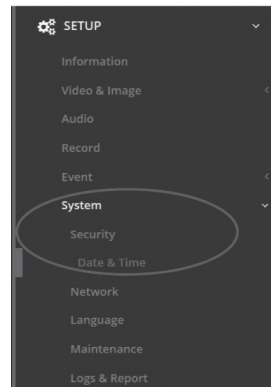 SETUP
Information
Video & Image
Audio
Record
Event
System
Security
Date & Time
Network
Language
Maintenance
Logs & Report